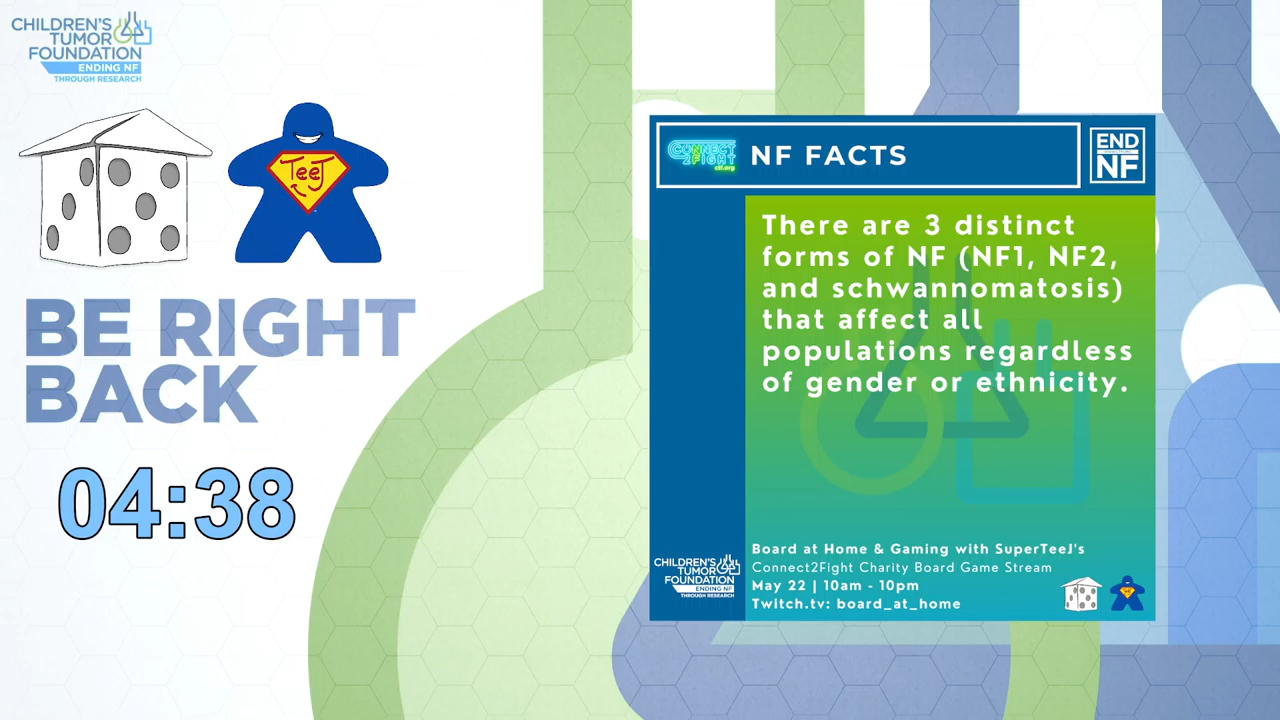 CHILDREN'S
TUMOR
FOUNDATION
ENDING NF
THROUGH RESEARCH
TeeJ
BE RIGHT
BACK
04:38
CONNECT
2FIGHT
ctf.org
NF FACTS
END
NF
There are 3 distinct
forms of NF (NF1, NF2,
and schwannomatosis)
that affect all
populations regardless
of gender or ethnicity.
CHILDREN'S
TUMOR
FOUNDATION
ENDING NF
THROUGH RESEARCH
Board at Home & Gaming with SuperTeeJ's
Connect2Fight Charity Board Game Stream
May 22 | 10am - 10pm
Twitch.tv: board_at_home